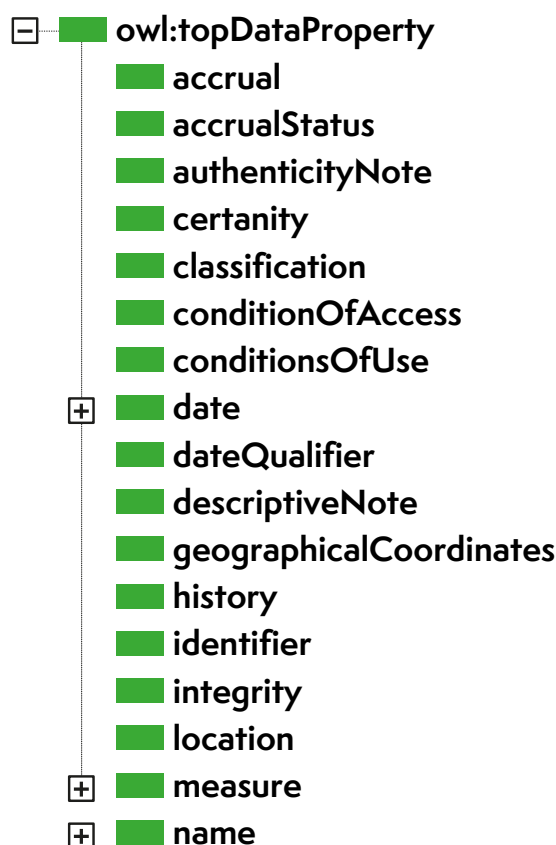 owl:topDataProperty
accrual
accrualStatus
authenticityNote
certanity
classification
conditionOfAccess
conditionsOfUse
date
dateQualifier
descriptiveNote
geographicalCoordinates
history
identifier
integrity
location
measure
name